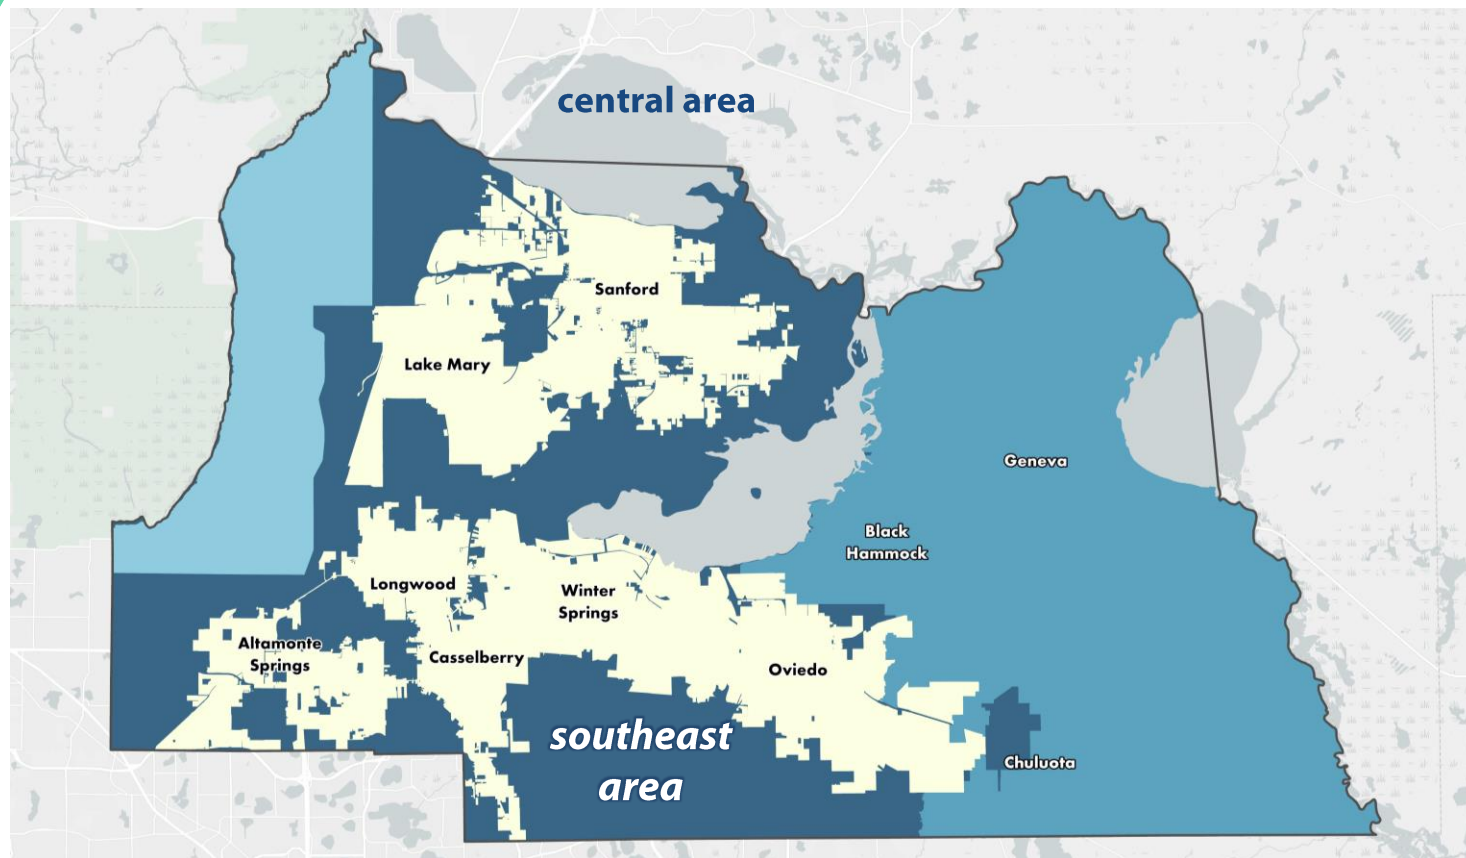 central area
Sanford
Lake Mary
Geneva
Black
Hammock
Longwood
Winter
Springs
Altamonte
Springs
Casselberry
Oviedo
southeast
area
Chuluota